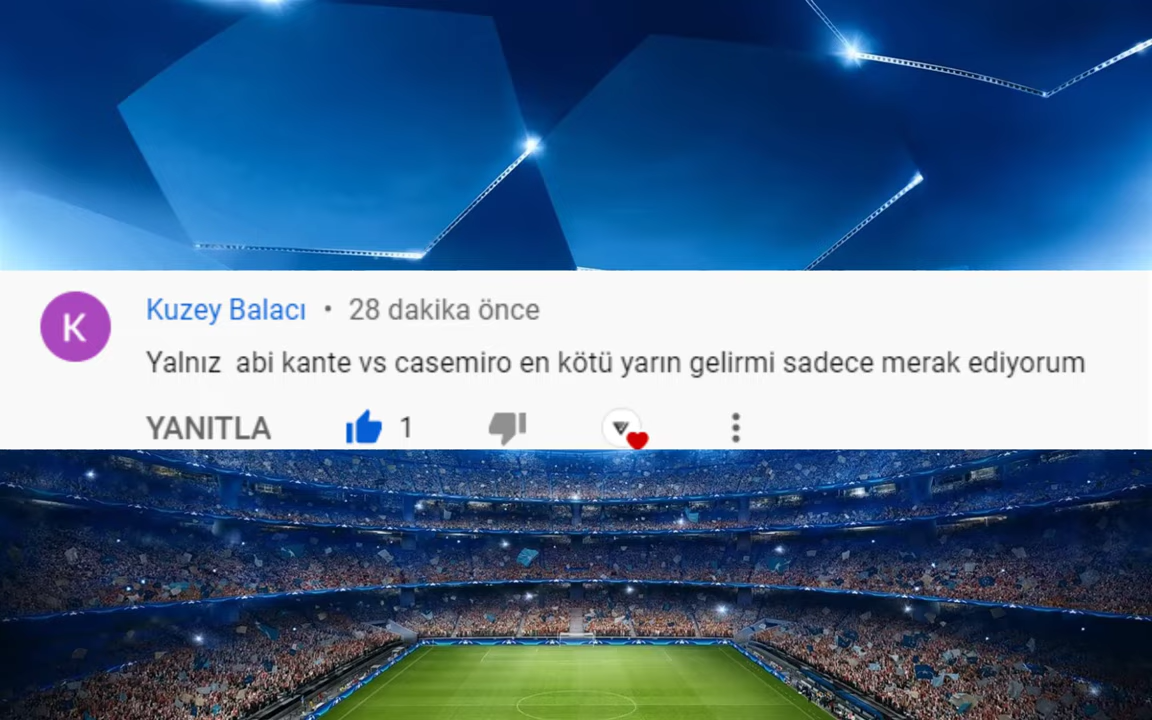 Kuzey Balacı • 28 dakika önce
Yalnız abi kante vs casemiro en kötü yarın gelirmi sadece merak ediyorum
YANITLA 1
K